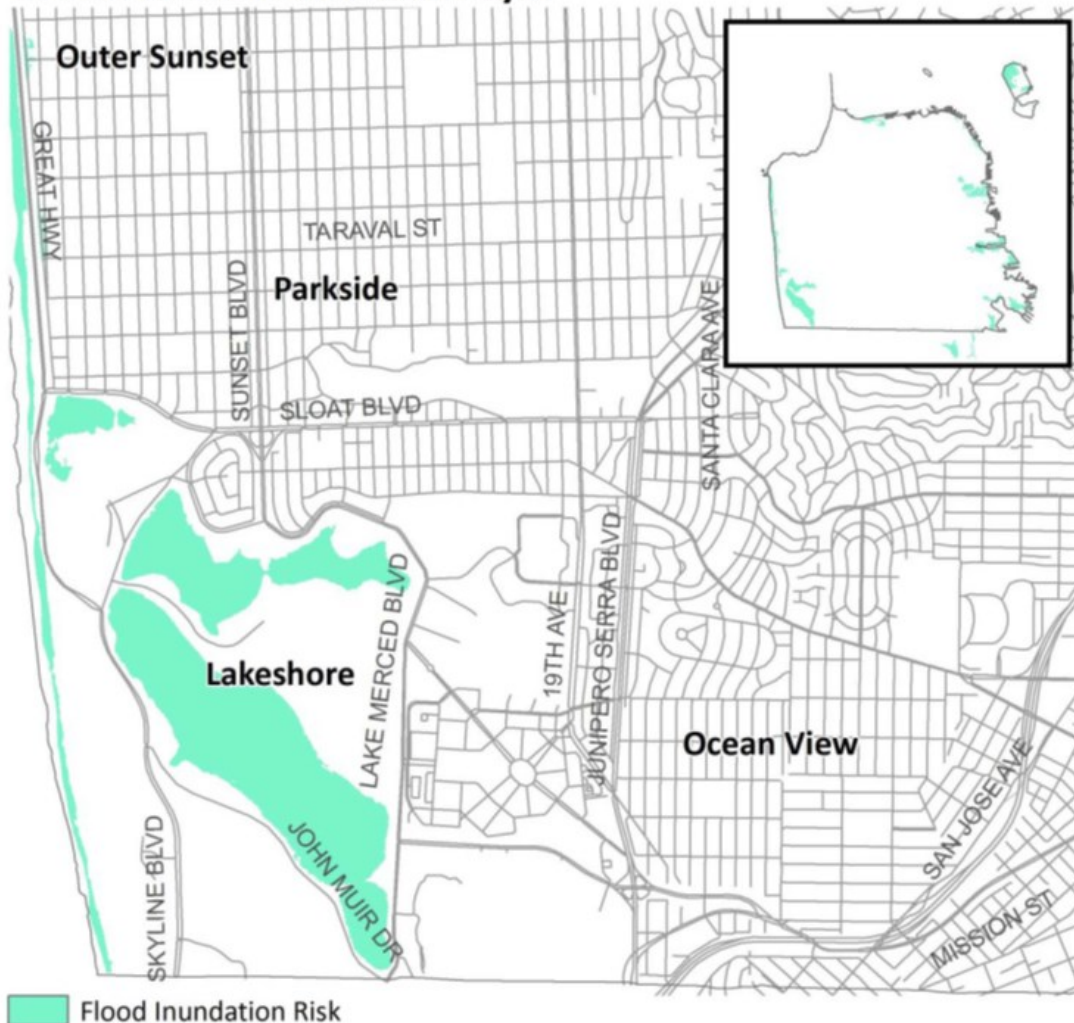 Outer Sunset
GREAT HWY
TARAVAL ST
SUNSET BLVD
Parkside
SANTA CLARA AVE
SLOAT BLVD
LAKE MERCED BLVD
19TH AVE
JUNIPERO SERRA BLVD
Lakeshore
Ocean View
SKYLINE BLVD
JOHN MUIR DR
SAN JOSE AVE
MISSION ST
Flood Inundation Risk